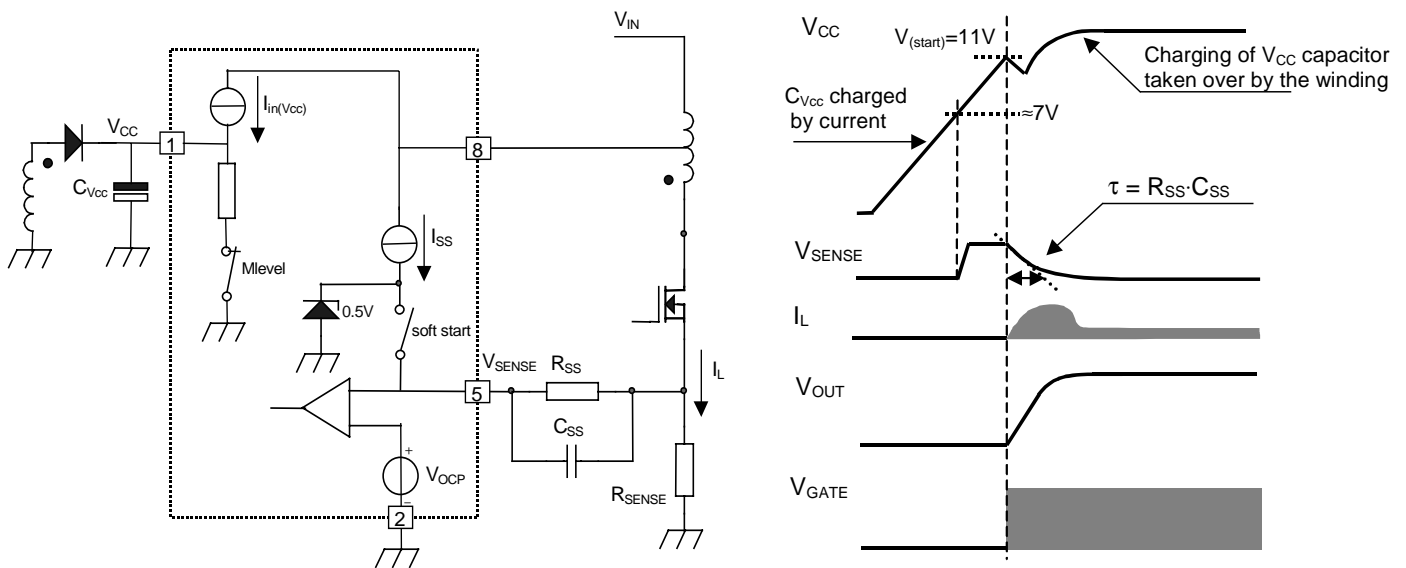 V_IN
I_in(Vcc)
V_CC
1
8
C_Vcc
I_SS
Mlevel
0.5V
soft start
V_SENSE
R_SS
I_L
5
C_SS
+
V_OCP
−
R_SENSE
2
V_CC
V_(start)=11V
Charging of V_CC capacitor
taken over by the winding
C_Vcc charged
by current
≈7V
τ = R_SS·C_SS
V_SENSE
I_L
V_OUT
V_GATE